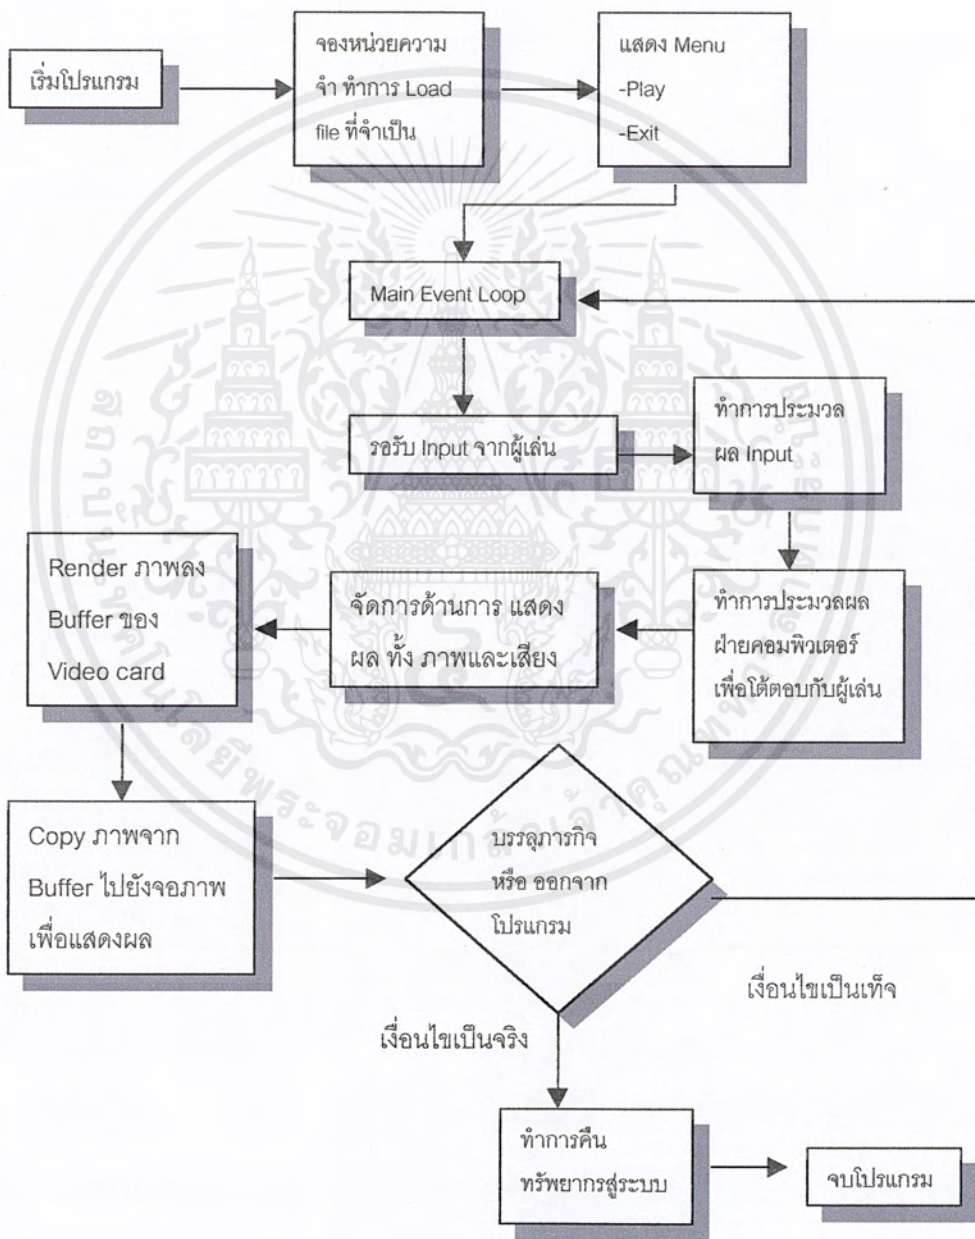 เริ่มโปรแกรม
จองหน่วยความ
จำ ทำการ Load
file ที่จำเป็น
แสดง Menu
-Play
-Exit
Main Event Loop
รอรับ Input จากผู้เล่น
ทำการประมวล
ผล Input
ทำการประมวลผล
ฝ่ายคอมพิวเตอร์
เพื่อโต้ตอบกับผู้เล่น
จัดการด้านการ แสดง
ผล ทั้ง ภาพและเสียง
Render ภาพลง
Buffer ของ
Video card
Copy ภาพจาก
Buffer ไปยังจอภาพ
เพื่อแสดงผล
บรรลุภารกิจ
หรือ ออกจาก
โปรแกรม
เงื่อนไขเป็นเท็จ
เงื่อนไขเป็นจริง
ทำการคืน
ทรัพยากรสู่ระบบ
จบโปรแกรม